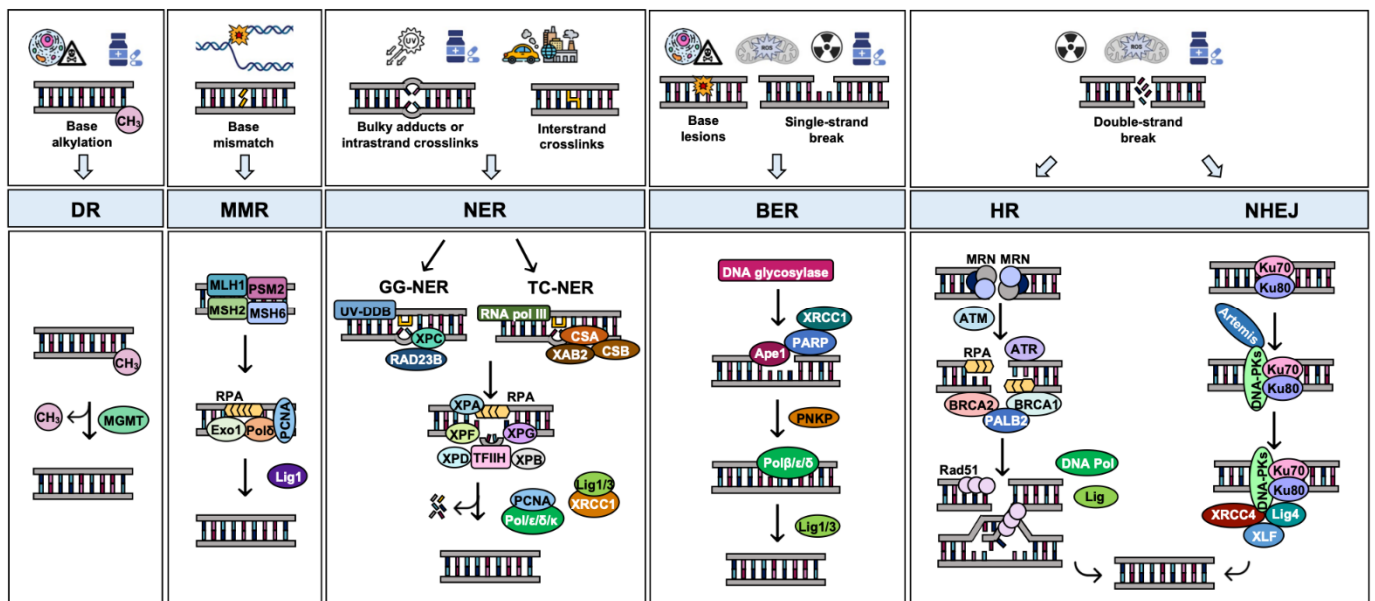 UV
ROS
ROS
CH3
Base
alkylation
Base
mismatch
Bulky adducts or
intrastrand crosslinks
Interstrand
crosslinks
Base
lesions
Single-strand
break
Double-strand
break
DR
MMR
NER
BER
HR
NHEJ
CH3
CH3
MGMT
MLH1
PSM2
MSH2
MSH6
RPA
Exo1
Polδ
PCNA
Lig1
GG-NER
TC-NER
UV-DDB
XPC
RAD23B
RNA pol III
CSA
XAB2
CSB
XPA
RPA
XPF
XPG
XPD
TFIIH
XPB
PCNA
Pol/ε/δ/κ
Lig1/3
XRCC1
DNA glycosylase
XRCC1
PARP
Ape1
PNKP
Polβ/ε/δ
Lig1/3
MRN MRN
ATM
ATR
RPA
BRCA2
BRCA1
PALB2
Rad51
DNA Pol
Lig
Ku70
Ku80
Artemis
DNA-PKs
Ku70
Ku80
DNA-PKs
Ku70
Ku80
XRCC4
Lig4
XLF